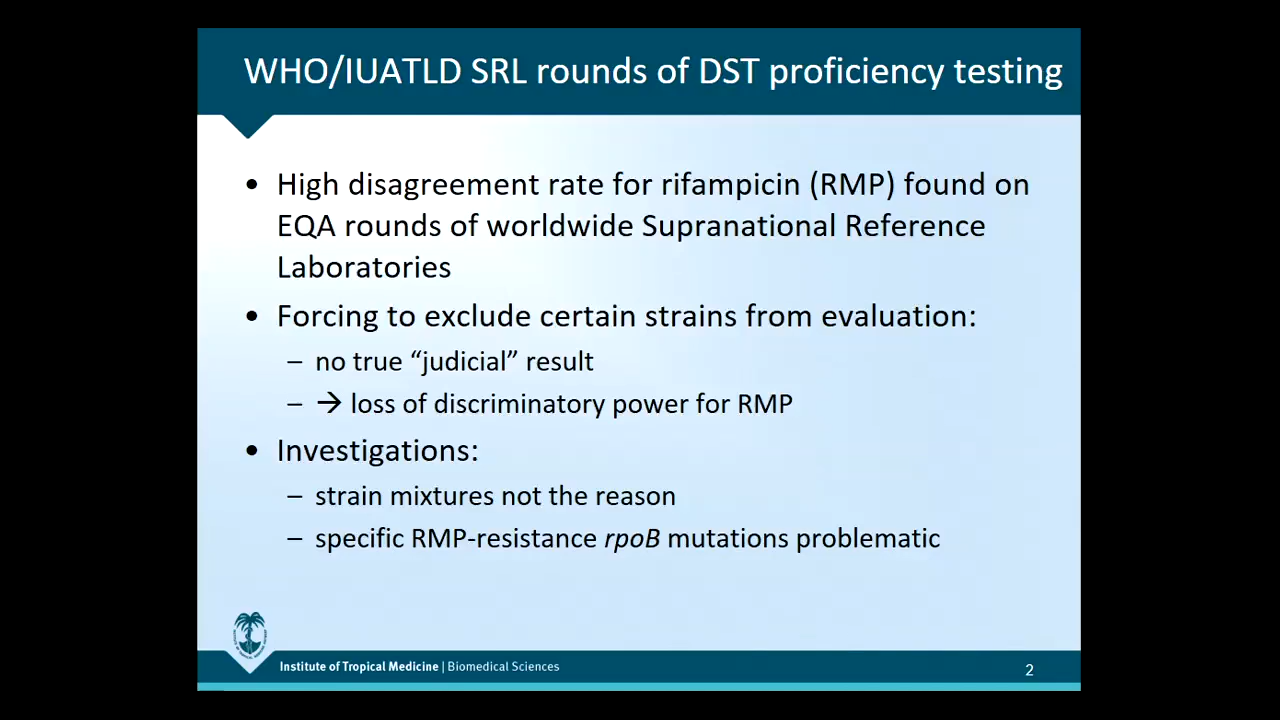 WHO/IUATLD SRL rounds of DST proficiency testing
• High disagreement rate for rifampicin (RMP) found on
EQA rounds of worldwide Supranational Reference
Laboratories
• Forcing to exclude certain strains from evaluation:
– no true “judicial” result
– → loss of discriminatory power for RMP
• Investigations:
– strain mixtures not the reason
– specific RMP-resistance rpoB mutations problematic
Institute of Tropical Medicine | Biomedical Sciences
2